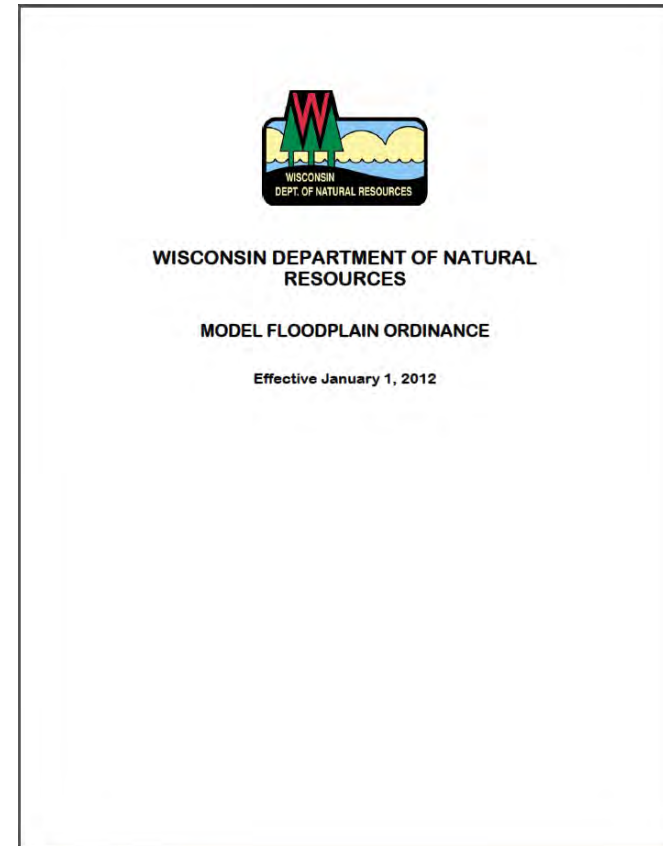 W
WISCONSIN
DEPT. OF NATURAL RESOURCES
WISCONSIN DEPARTMENT OF NATURAL
RESOURCES
MODEL FLOODPLAIN ORDINANCE
Effective January 1, 2012